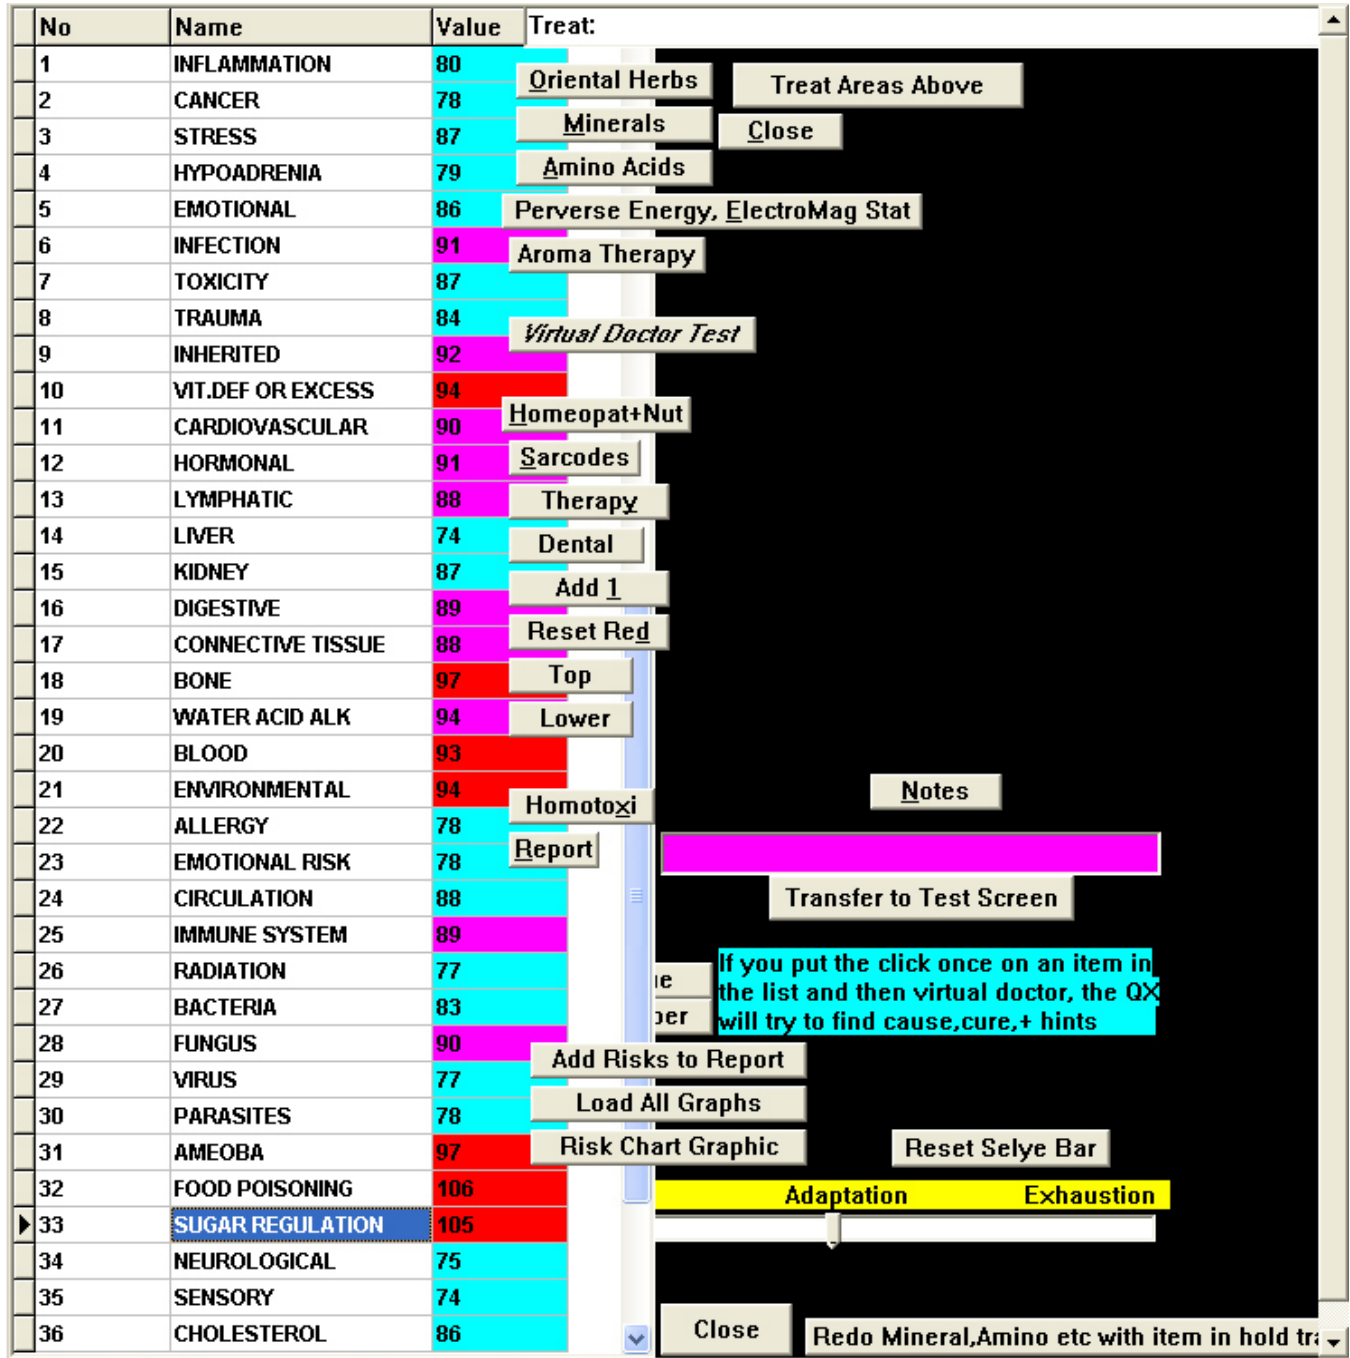 No Name Value Treat:
1 INFLAMMATION 80
2 CANCER 78
3 STRESS 87
4 HYPOADRENIA 79
5 EMOTIONAL 86
6 INFECTION 91
7 TOXICITY 87
8 TRAUMA 84
9 INHERITED 92
10 VIT.DEF OR EXCESS 94
11 CARDIOVASCULAR 90
12 HORMONAL 91
13 LYMPHATIC 88
14 LIVER 74
15 KIDNEY 87
16 DIGESTIVE 89
17 CONNECTIVE TISSUE 88
18 BONE 97
19 WATER ACID ALK 94
20 BLOOD 93
21 ENVIRONMENTAL 94
22 ALLERGY 78
23 EMOTIONAL RISK 78
24 CIRCULATION 88
25 IMMUNE SYSTEM 89
26 RADIATION 77
27 BACTERIA 83
28 FUNGUS 90
29 VIRUS 77
30 PARASITES 78
31 AMEOBA 97
32 FOOD POISONING 106
33 SUGAR REGULATION 105
34 NEUROLOGICAL 75
35 SENSORY 74
36 CHOLESTEROL 86
Oriental Herbs
Treat Areas Above
Minerals
Close
Amino Acids
Perverse Energy, ElectroMag Stat
Aroma Therapy
Virtual Doctor Test
Homeopat+Nut
Sarcodes
Therapy
Dental
Add 1
Reset Red
Top
Lower
Notes
Homotoxi
Report
Transfer to Test Screen
If you put the click once on an item in
the list and then virtual doctor, the QX
will try to find cause,cure,+ hints
Add Risks to Report
Load All Graphs
Risk Chart Graphic
Reset Selye Bar
Adaptation Exhaustion
Close
Redo Mineral,Amino etc with item in hold